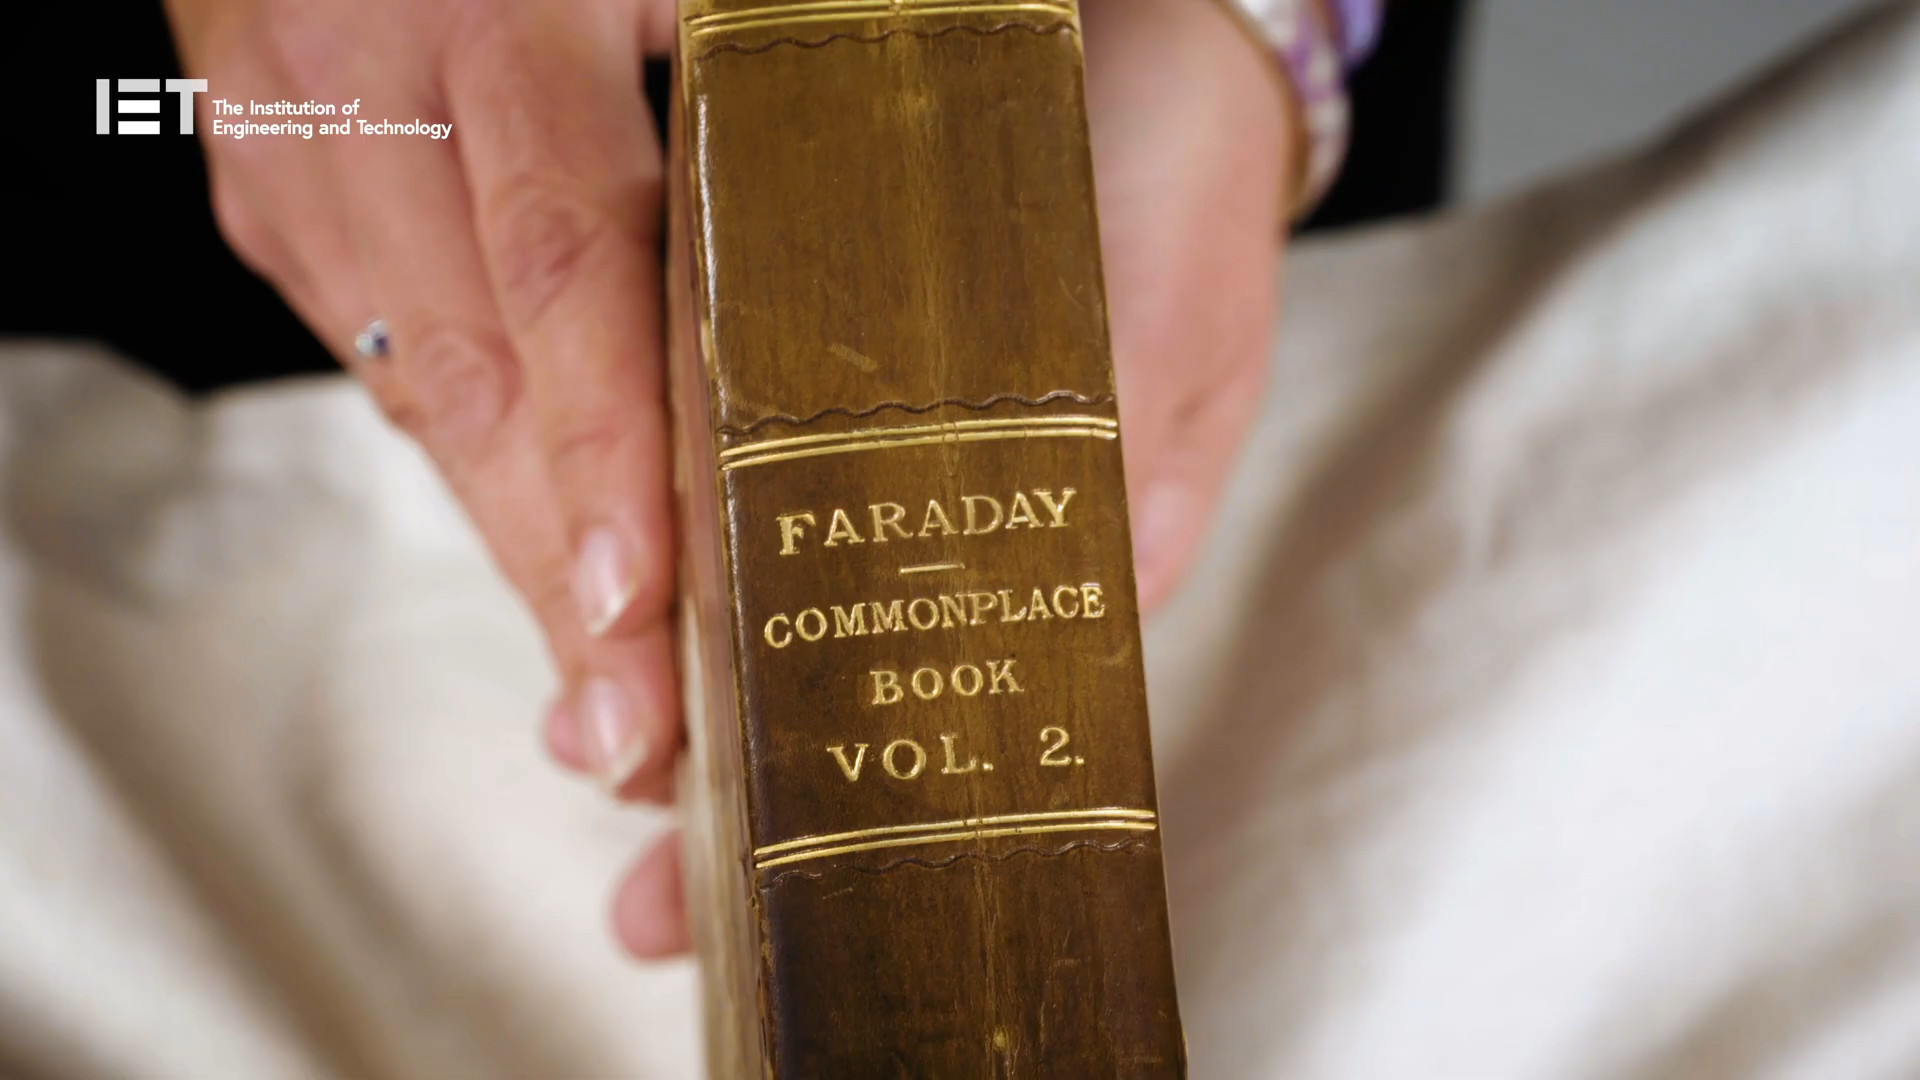 IET
The Institution of
Engineering and Technology
FARADAY
COMMONPLACE
BOOK
VOL. 2.